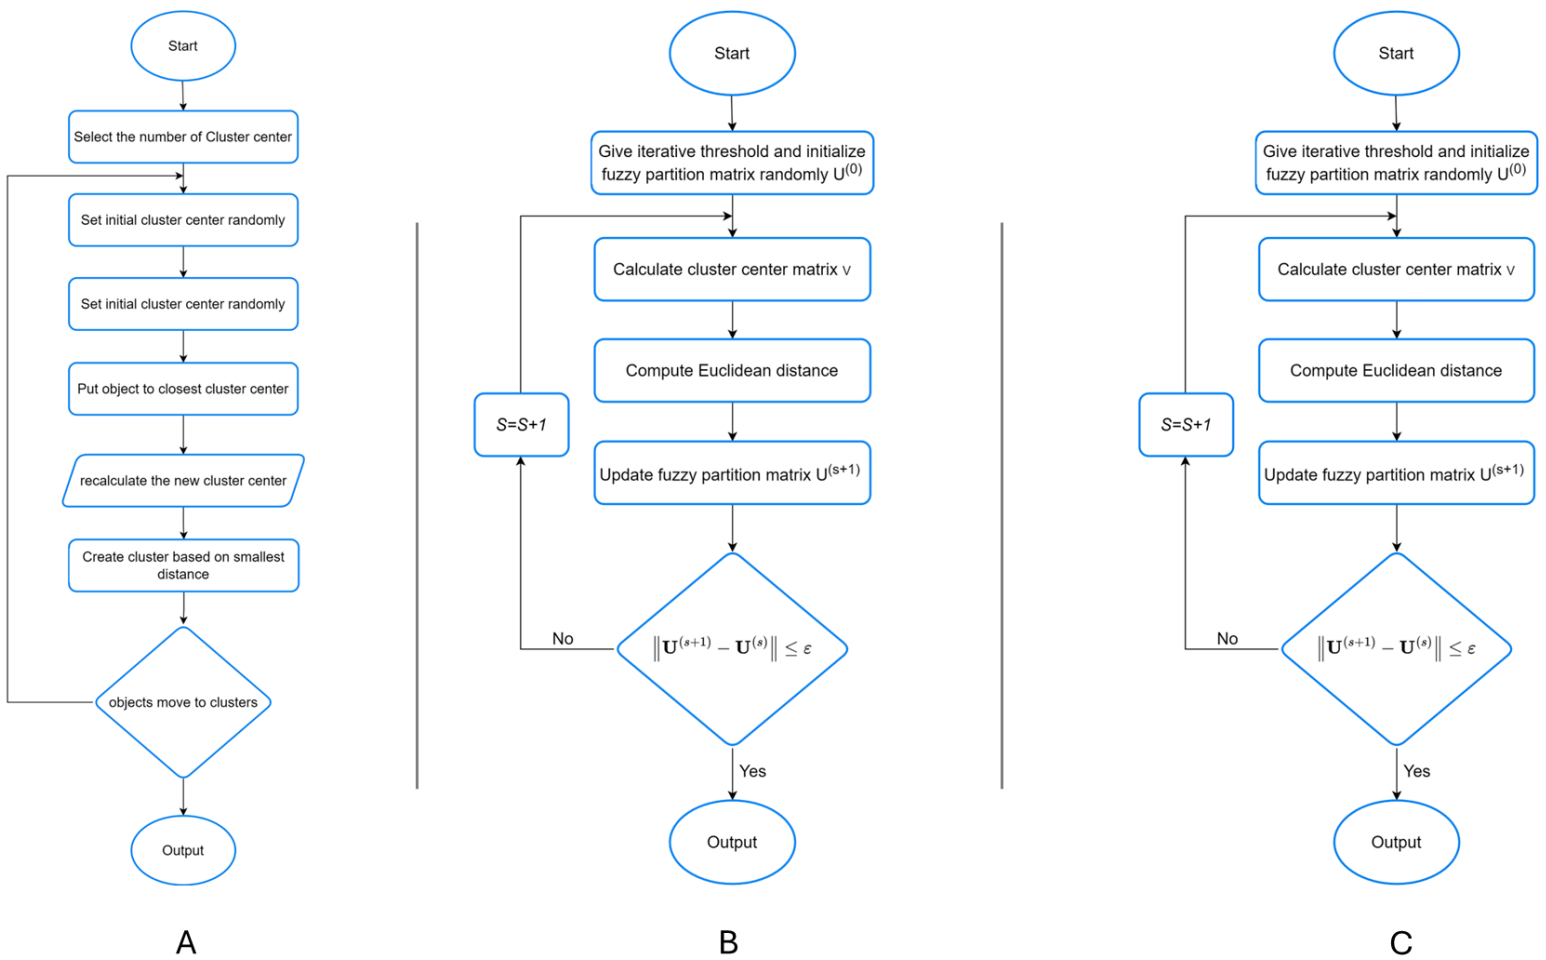 Start
Select the number of Cluster center
Set initial cluster center randomly
Set initial cluster center randomly
Put object to closest cluster center
recalculate the new cluster center
Create cluster based on smallest
distance
objects move to clusters
Output
A
Start
Give iterative threshold and initialize
fuzzy partition matrix randomly U^(0)
Calculate cluster center matrix v
Compute Euclidean distance
S=S+1
Update fuzzy partition matrix U^(s+1)
No
‖U^(s+1) − U^(s)‖ ≤ ε
Yes
Output
B
Start
Give iterative threshold and initialize
fuzzy partition matrix randomly U^(0)
Calculate cluster center matrix v
Compute Euclidean distance
S=S+1
Update fuzzy partition matrix U^(s+1)
No
‖U^(s+1) − U^(s)‖ ≤ ε
Yes
Output
C